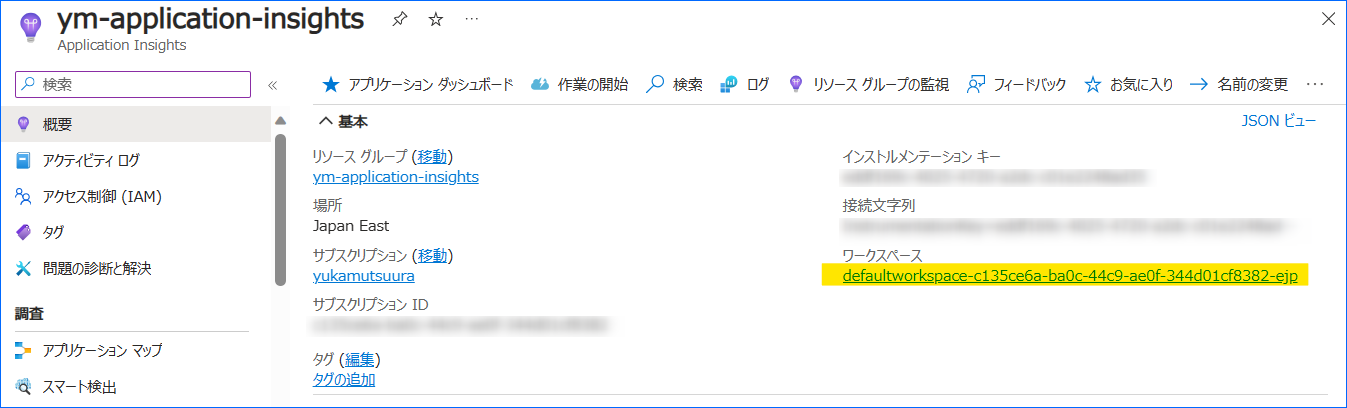 ym-application-insights
Application Insights
検索
アプリケーション ダッシュボード 作業の開始 検索 ログ リソース グループの監視 フィードバック お気に入り 名前の変更
概要
アクティビティ ログ
アクセス制御 (IAM)
タグ
問題の診断と解決
調査
アプリケーション マップ
スマート検出
基本
JSON ビュー
リソース グループ (移動)
ym-application-insights
場所
Japan East
サブスクリプション (移動)
yukamutsuura
サブスクリプション ID
タグ (編集)
タグの追加
インストルメンテーション キー
接続文字列
ワークスペース
defaultworkspace-c135ce6a-ba0c-44c9-ae0f-344d01cf8382-ejp